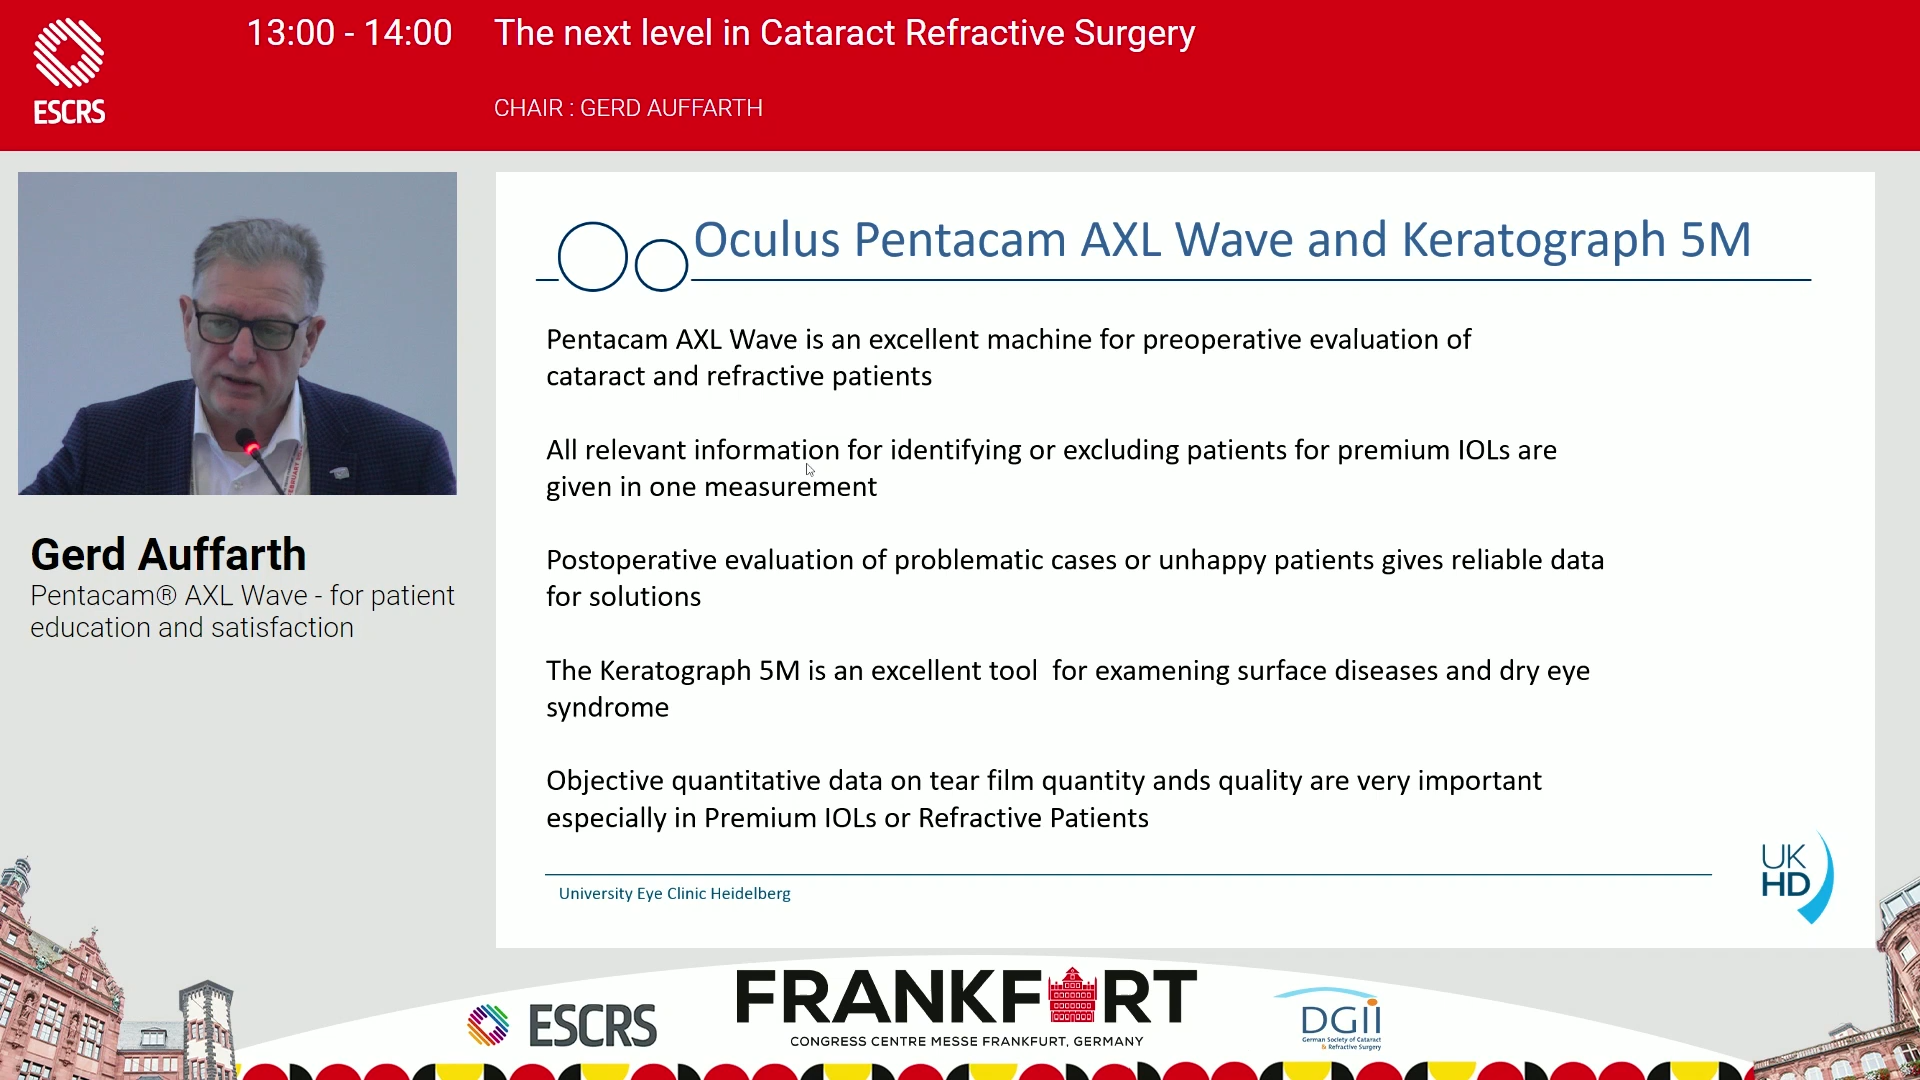 ESCRS
13:00 - 14:00
The next level in Cataract Refractive Surgery
CHAIR : GERD AUFFARTH
Gerd Auffarth
Pentacam® AXL Wave - for patient
education and satisfaction
Oculus Pentacam AXL Wave and Keratograph 5M
Pentacam AXL Wave is an excellent machine for preoperative evaluation of
cataract and refractive patients
All relevant information for identifying or excluding patients for premium IOLs are
given in one measurement
Postoperative evaluation of problematic cases or unhappy patients gives reliable data
for solutions
The Keratograph 5M is an excellent tool  for examening surface diseases and dry eye
syndrome
Objective quantitative data on tear film quantity ands quality are very important
especially in Premium IOLs or Refractive Patients
University Eye Clinic Heidelberg
UK
HD
ESCRS
FRANKFURT
CONGRESS CENTRE MESSE FRANKFURT, GERMANY
DGII
German Society of Cataract
& Refractive Surgery